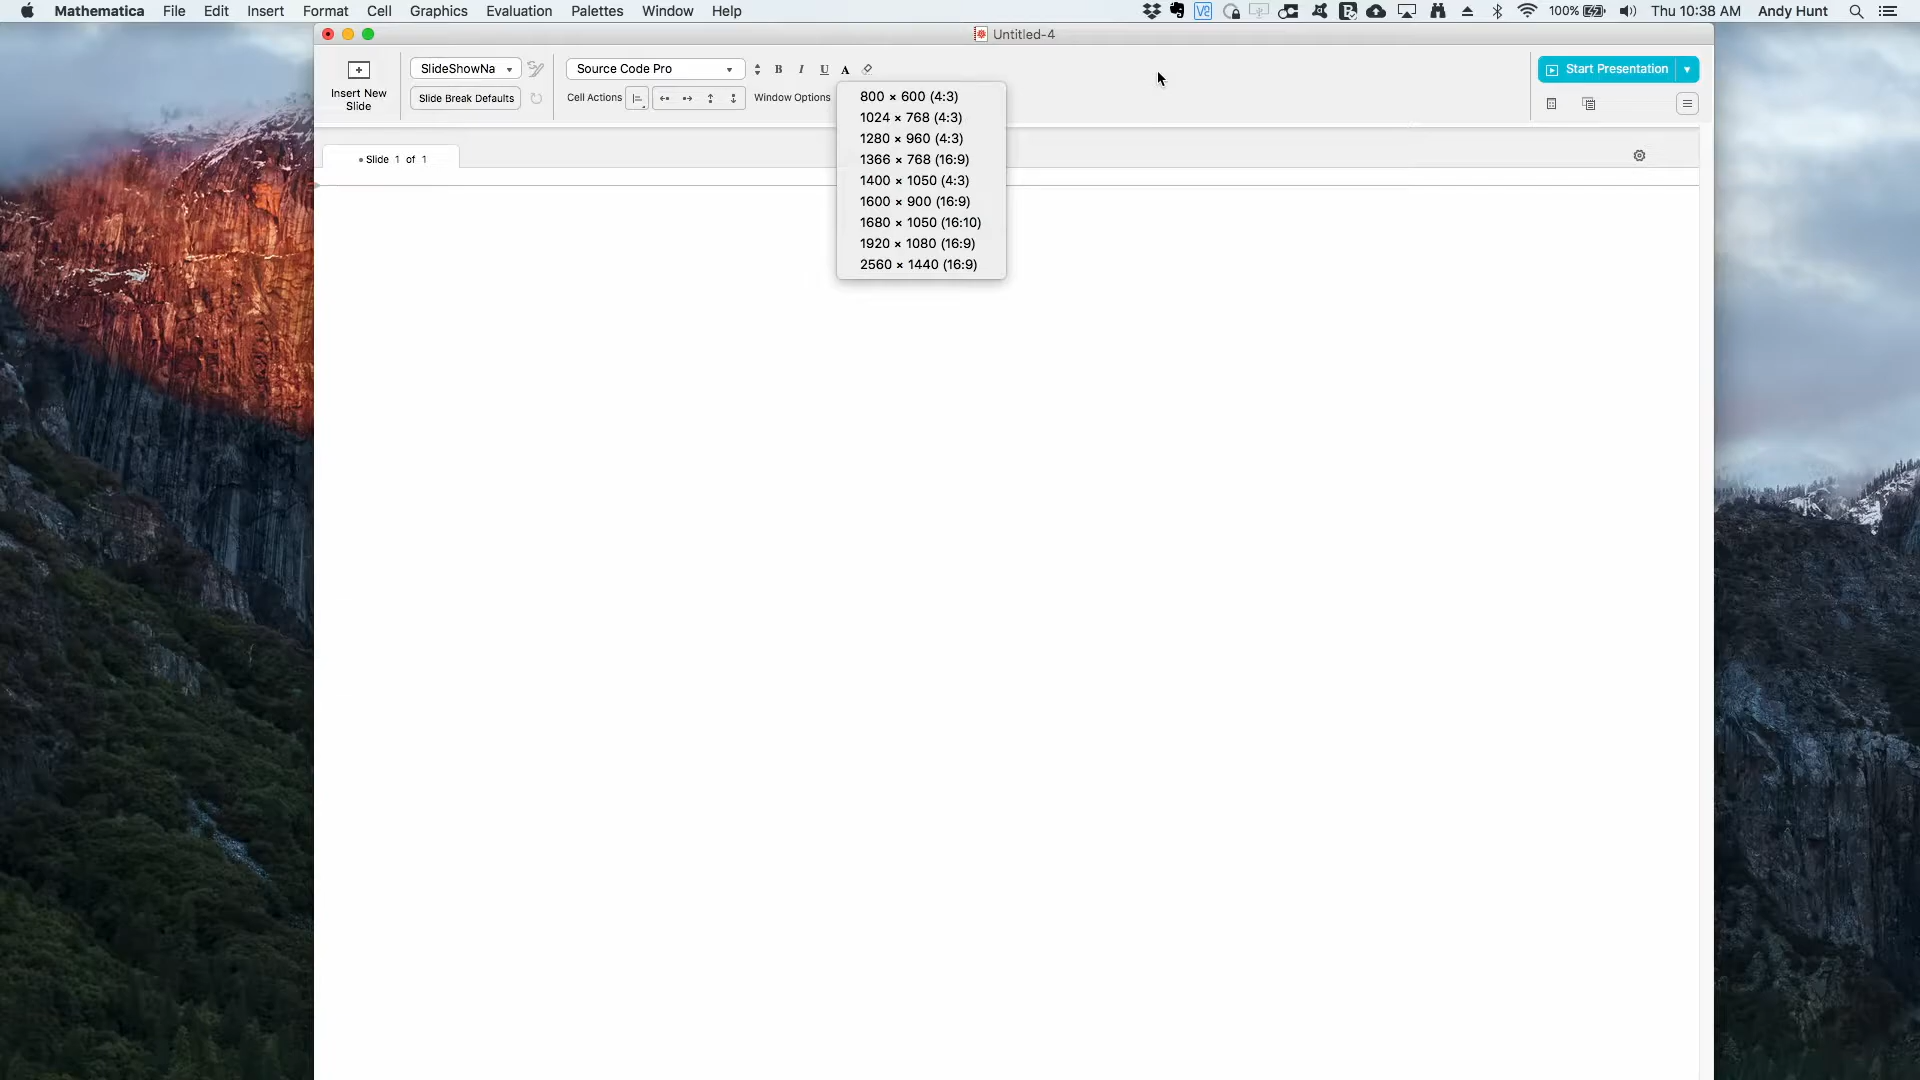 Mathematica File Edit Insert Format Cell Graphics Evaluation Palettes Window Help 100% Thu 10:38 AM Andy Hunt
Untitled-4
Insert New
Slide
SlideShowNa
Slide Break Defaults
Source Code Pro
B I U A
Cell Actions
Window Options
Start Presentation
800 × 600 (4:3)
1024 × 768 (4:3)
1280 × 960 (4:3)
1366 × 768 (16:9)
1400 × 1050 (4:3)
1600 × 900 (16:9)
1680 × 1050 (16:10)
1920 × 1080 (16:9)
2560 × 1440 (16:9)
Slide 1 of 1